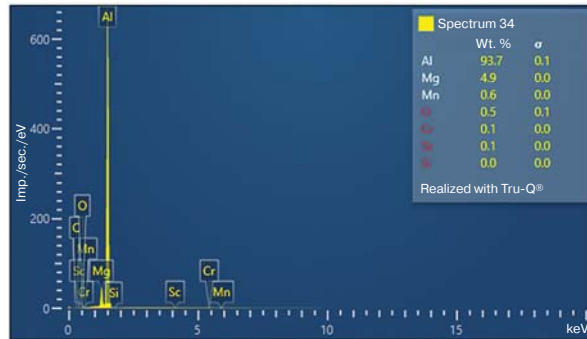 Spectrum 34
Wt. % σ
Al 93.7 0.1
Mg 4.9 0.0
Mn 0.6 0.0
0.5 0.1
0.1 0.0
0.1 0.0
0.0 0.0
Realized with Tru-Q®
Imp./sec./eV
600
400
200
0
Al
O
C
Mn
Sc
Cr
Mg
Si
Sc
Cr
Mn
0 5 10 15 keV